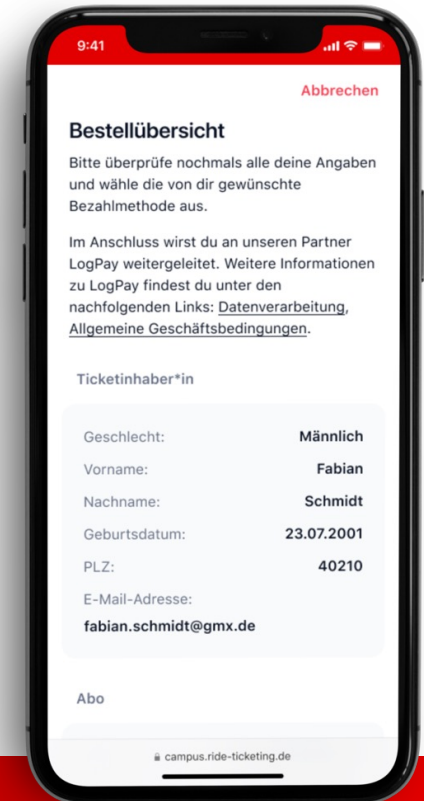 9:41
Abbrechen
Bestellübersicht
Bitte überprüfe nochmals alle deine Angaben
und wähle die von dir gewünschte
Bezahlmethode aus.
Im Anschluss wirst du an unseren Partner
LogPay weitergeleitet. Weitere Informationen
zu LogPay findest du unter den
nachfolgenden Links: Datenverarbeitung,
Allgemeine Geschäftsbedingungen.
Ticketinhaber*in
Geschlecht: Männlich
Vorname: Fabian
Nachname: Schmidt
Geburtsdatum: 23.07.2001
PLZ: 40210
E-Mail-Adresse:
fabian.schmidt@gmx.de
Abo
campus.ride-ticketing.de